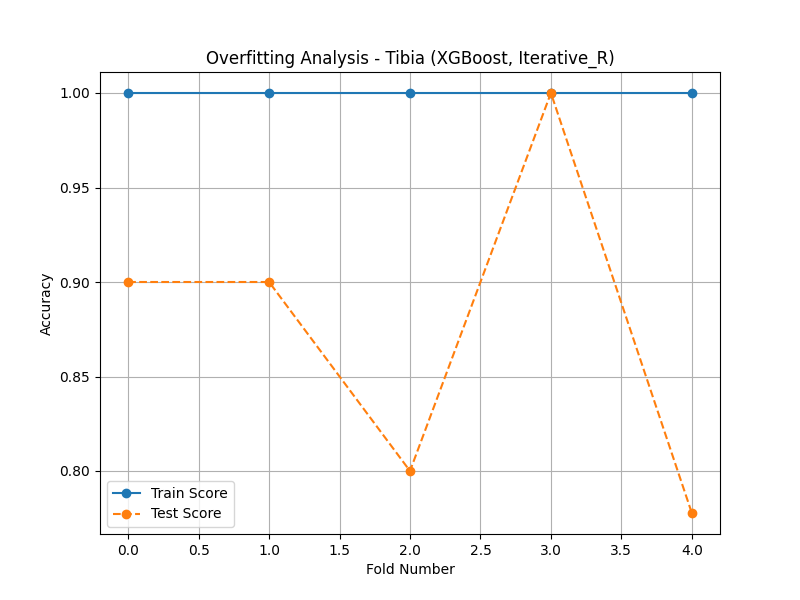 Overfitting Analysis - Tibia (XGBoost, Iterative_R)
1.00
0.95
0.90
0.85
0.80
Accuracy
Train Score
Test Score
0.0 0.5 1.0 1.5 2.0 2.5 3.0 3.5 4.0
Fold Number